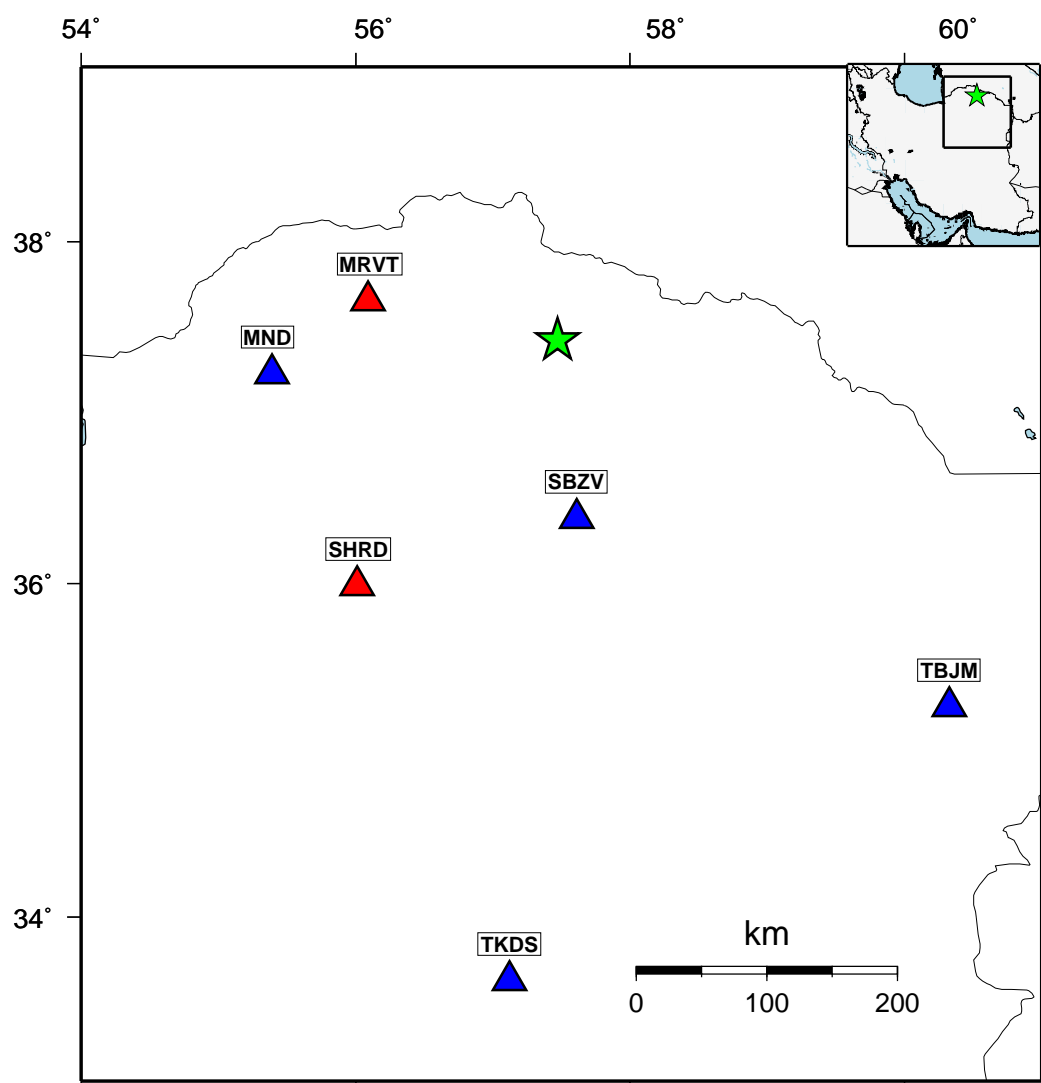 54˚ 56˚ 58˚ 60˚
38˚
MRVT
MND
SBZV
36˚
SHRD
TBJM
34˚
TKDS
km
0 100 200